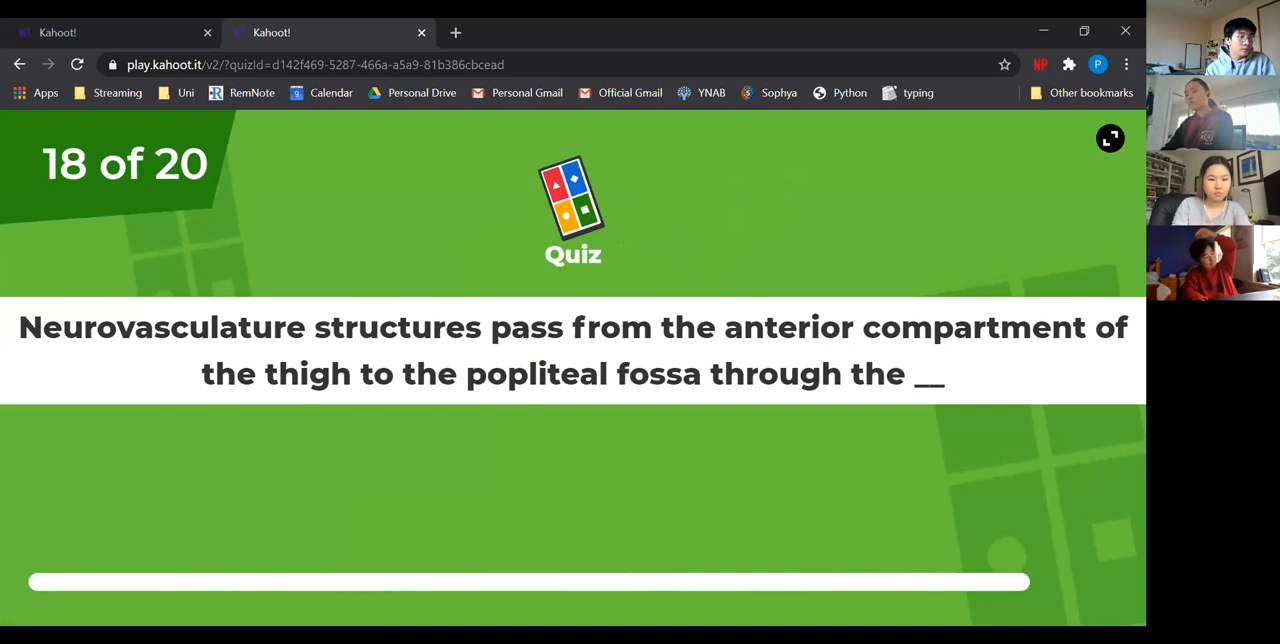 Kahoot!
Kahoot!
play.kahoot.it/v2/?quizId=d142f469-5287-466a-a5a9-81b386cbcead
NP
P
Apps
Streaming
Uni
RemNote
Calendar
Personal Drive
Personal Gmail
Official Gmail
YNAB
Sophya
Python
typing
Other bookmarks
18 of 20
Quiz
Neurovasculature structures pass from the anterior compartment of
the thigh to the popliteal fossa through the __